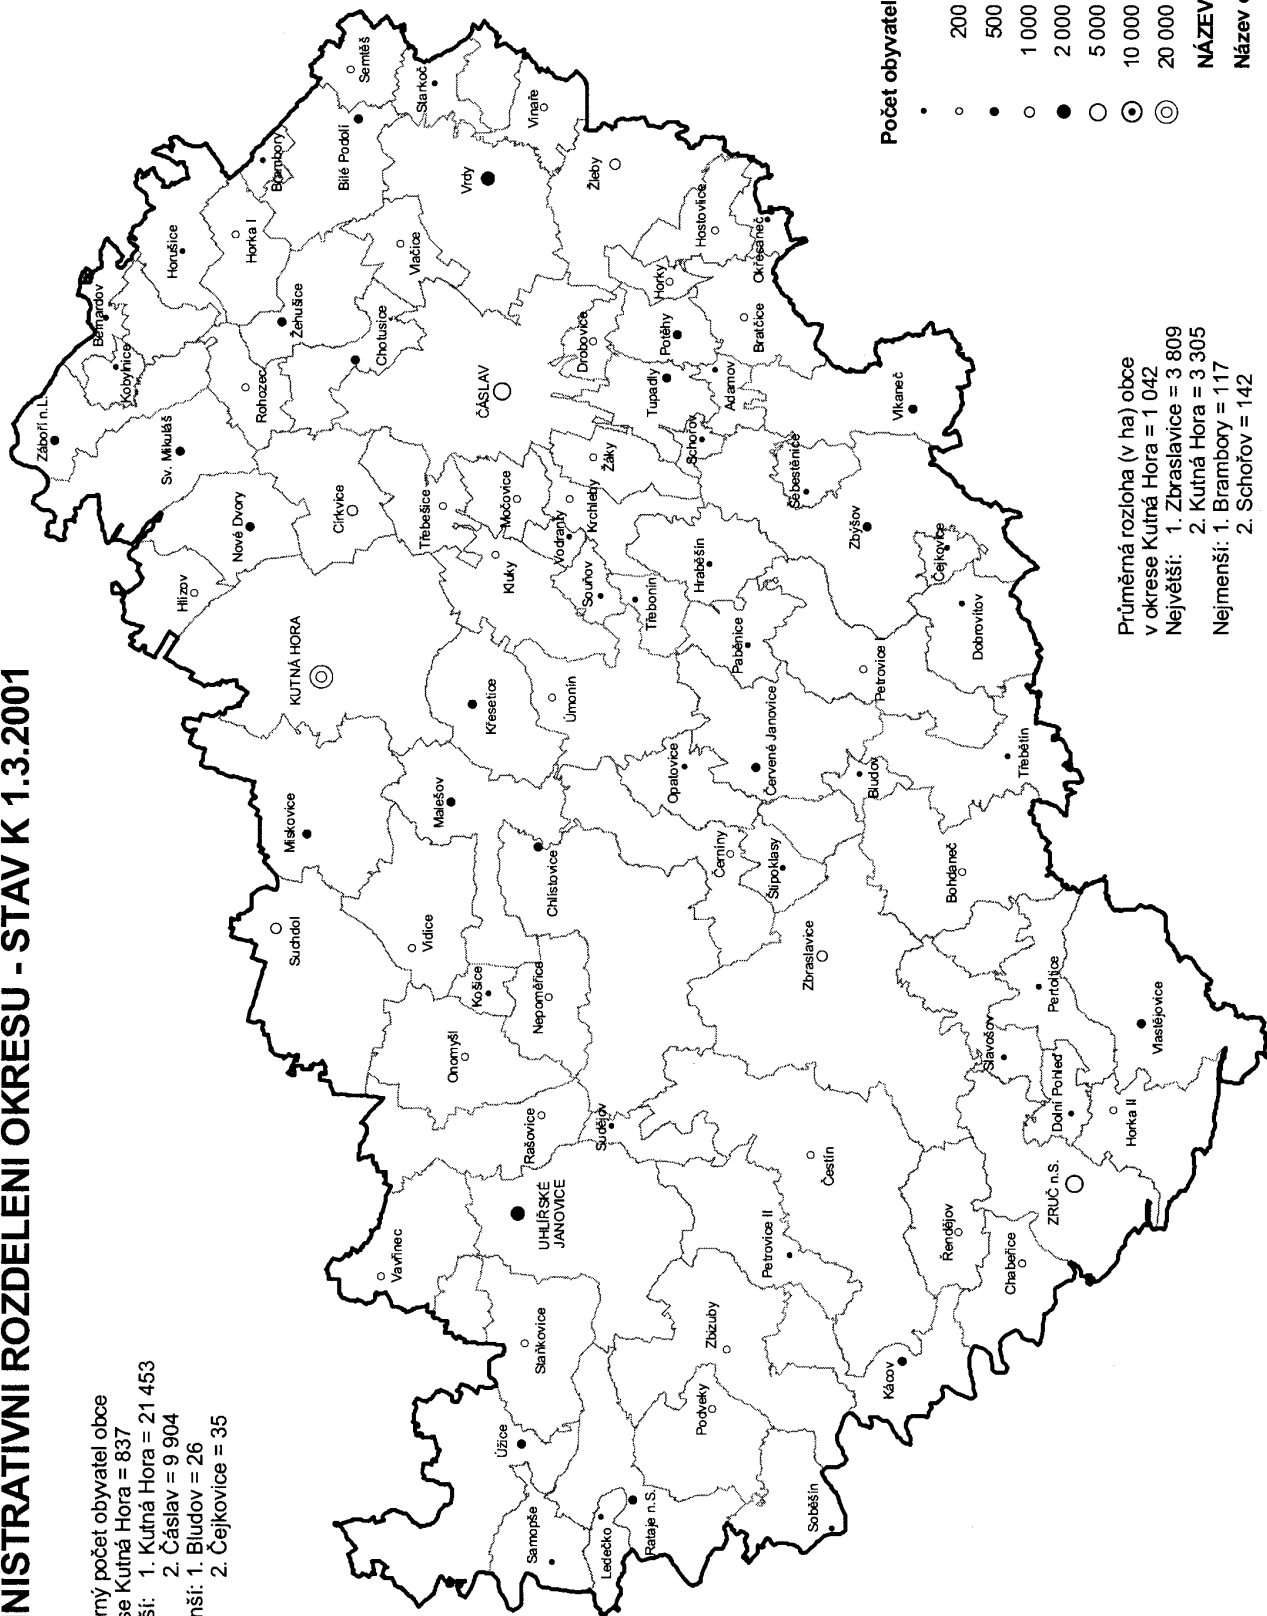 NISTRATIVNI ROZDELENI OKRESU - STAV K 1.3.2001
rný počet obyvatel obce
se Kutná Hora = 837
ší: 1. Kutná Hora = 21 453
2. Čáslav = 9 904
nší: 1. Bludov = 26
2. Čejkovice = 35
Záboří n.L.
Kobylnice
Bernardov
Horušice
Sv. Mikuláš
Hlízov
Nové Dvory
Rohozec
Horka I
Brambory
Žehušice
Semtěš
Starkoč
Bílé Podolí
Chotusice
Vlačice
Církvice
KUTNÁ HORA
Miskovice
Suchdol
Vinaře
Vrdy
ČÁSLAV
Třebešice
Močovice
Kluky
Křesetice
Malešov
Vidice
Košice
Onomyšl
Vavřinec
Žleby
Drobovice
Žáky
Krchleby
Vodranty
Souňov
Úmonín
Chlístovice
Nepoměřice
Rašovice
Sudějov
UHLÍŘSKÉ
JANOVICE
Staňkovice
Úžice
Samopše
Ledečko
Rataje n.S.
Hostovlice
Horky
Okřesaneč
Potěhy
Bratčice
Tupadly
Adamov
Schořov
Třebonín
Hraběšín
Paběnice
Opatovice
Červené Janovice
Černíny
Štipoklasy
Zbraslavice
Čestín
Petrovice II
Zbizuby
Podveky
Soběšín
Vlkaneč
Šebestěnice
Zbýšov
Čejkovice
Dobrovítov
Petrovice
Bludov
Třebětín
Bohdaneč
Pertoltice
Slavošov
Dolní Pohleď
Vlastějovice
Horka II
ZRUČ n.S.
Řendějov
Chabeřice
Kácov
Počet obyvatel
200
500
1 000
2 000
5 000
10 000
20 000
NÁZEV
Název
Průměrná rozloha (v ha) obce
v okrese Kutná Hora = 1 042
Největší: 1. Zbraslavice = 3 809
2. Kutná Hora = 3 305
Nejmenší: 1. Brambory = 117
2. Schořov = 142